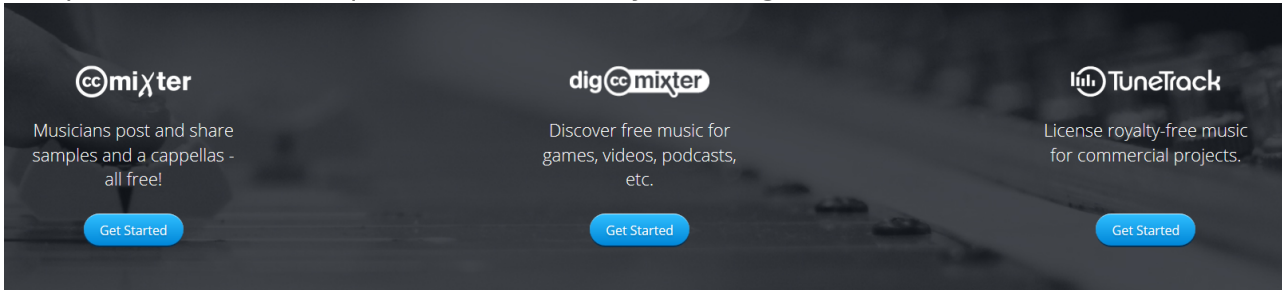 ccmixter
Musicians post and share
samples and a cappellas -
all free!
Get Started
dig ccmixter
Discover free music for
games, videos, podcasts,
etc.
Get Started
TuneTrack
License royalty-free music
for commercial projects.
Get Started